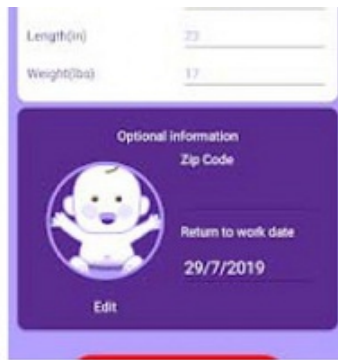 Length(in) 23
Weight(lbs) 17
Optional information
Zip Code
Return to work date
29/7/2019
Edit